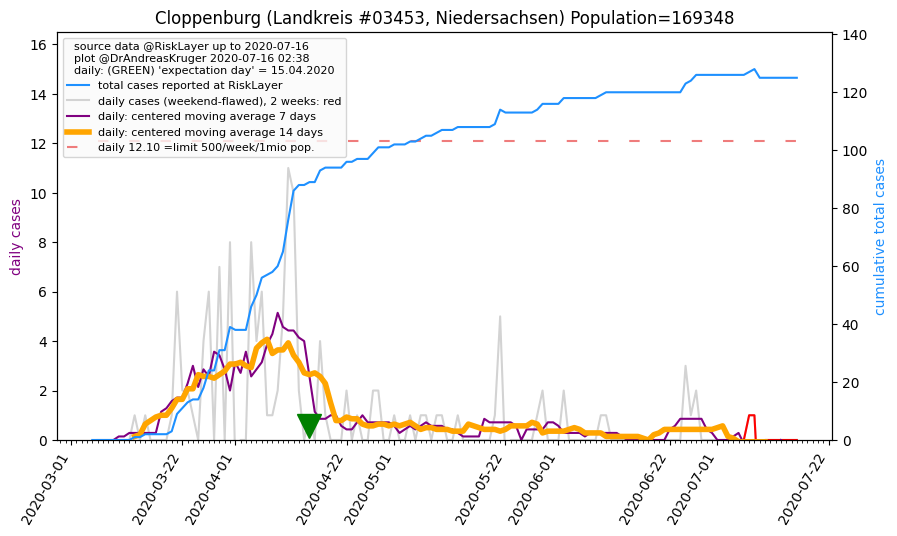 Cloppenburg (Landkreis #03453, Niedersachsen) Population=169348
source data @RiskLayer up to 2020-07-16
plot @DrAndreasKruger 2020-07-16 02:38
daily: (GREEN) 'expectation day' = 15.04.2020
total cases reported at RiskLayer
daily cases (weekend-flawed), 2 weeks: red
daily: centered moving average 7 days
daily: centered moving average 14 days
daily 12.10 =limit 500/week/1mio pop.
daily cases
16
14
12
10
8
6
4
2
0
cumulative total cases
140
120
100
80
60
40
20
0
2020-03-01
2020-03-22
2020-04-01
2020-04-22
2020-05-01
2020-05-22
2020-06-01
2020-06-22
2020-07-01
2020-07-22